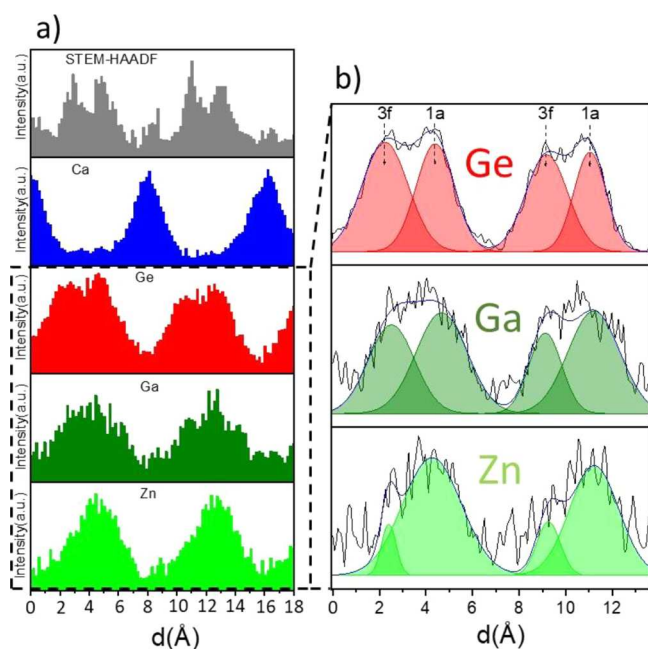 a)
STEM-HAADF
Intensity(a.u.)
Ca
Intensity(a.u.)
Ge
Intensity(a.u.)
Ga
Intensity(a.u.)
Zn
Intensity(a.u.)
0 2 4 6 8 10 12 14 16 18
d(Å)
b)
3f 1a 3f 1a
Ge
Ga
Zn
0 2 4 6 8 10 12
d(Å)